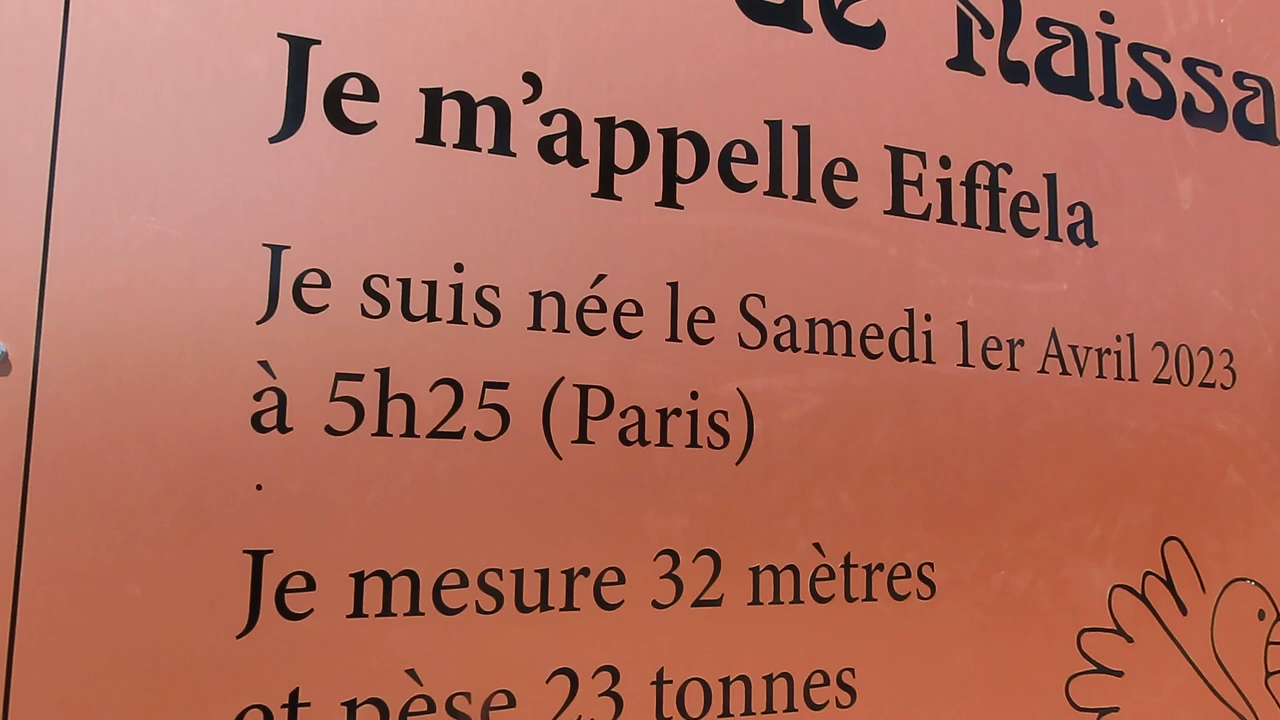 de Naissa
Je m’appelle Eiffela
Je suis née le Samedi 1er Avril 2023
à 5h25 (Paris)
.
Je mesure 32 mètres
et pèse 23 tonnes